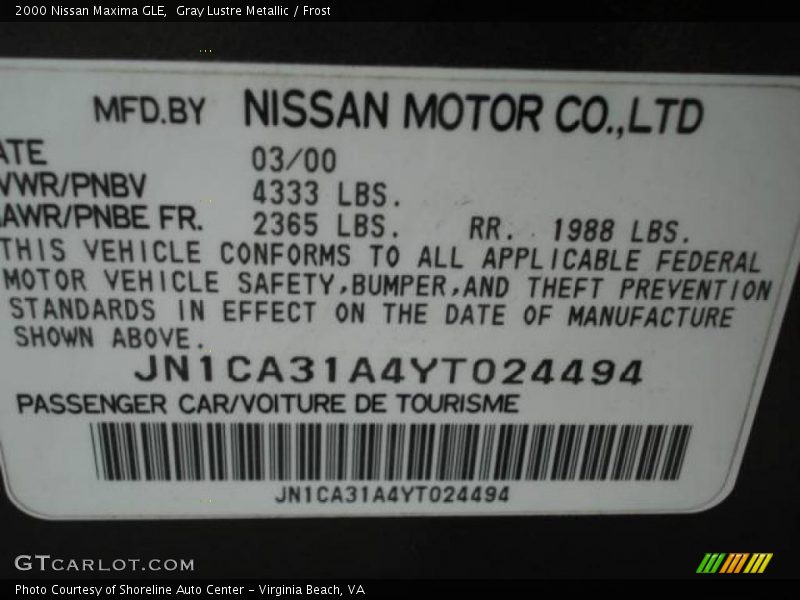 2000 Nissan Maxima GLE,  Gray Lustre Metallic / Frost
MFD.BY NISSAN MOTOR CO.,LTD
ATE 03/00
VWR/PNBV 4333 LBS.
AWR/PNBE FR. 2365 LBS. RR. 1988 LBS.
THIS VEHICLE CONFORMS TO ALL APPLICABLE FEDERAL
MOTOR VEHICLE SAFETY,BUMPER,AND THEFT PREVENTION
STANDARDS IN EFFECT ON THE DATE OF MANUFACTURE
SHOWN ABOVE.
JN1CA31A4YT024494
PASSENGER CAR/VOITURE DE TOURISME
JN1CA31A4YT024494
GTCARLOT.COM
Photo Courtesy of Shoreline Auto Center - Virginia Beach, VA